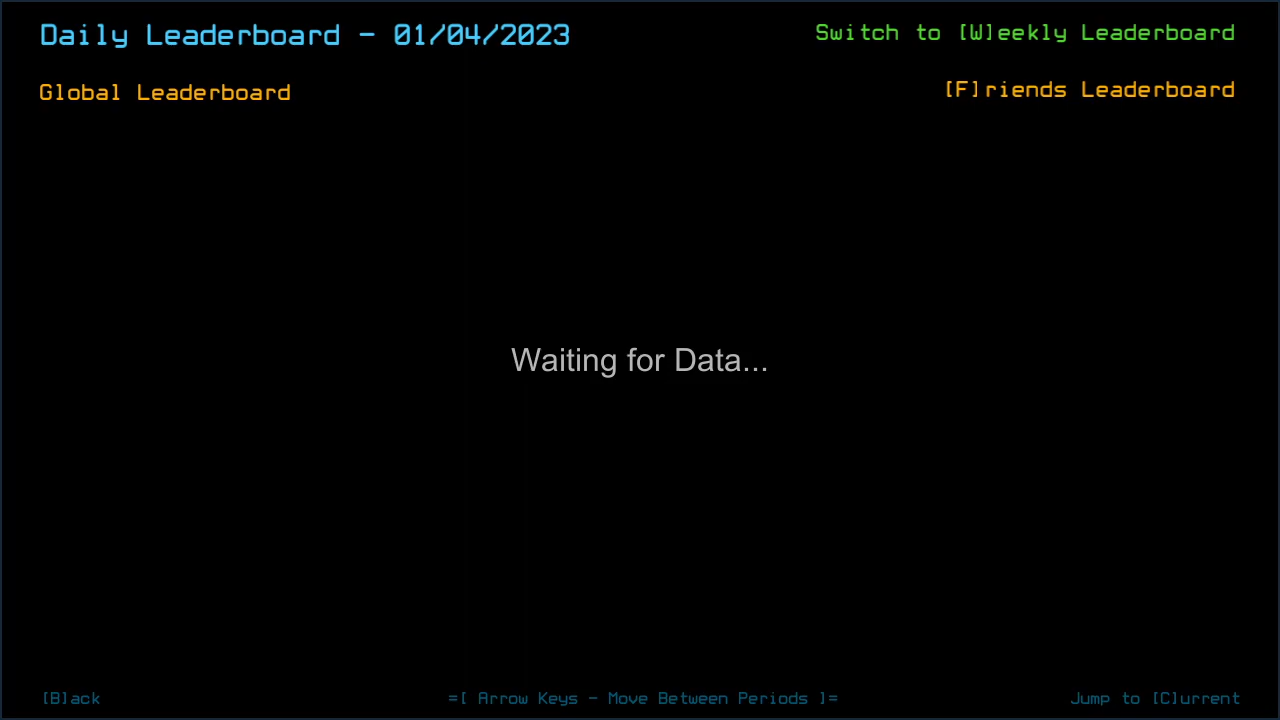 Daily Leaderboard - 01/04/2023
Switch to [W]eekly Leaderboard
Global Leaderboard
[F]riends Leaderboard
Waiting for Data...
[B]ack
=[ Arrow Keys - Move Between Periods ]=
Jump to [C]urrent